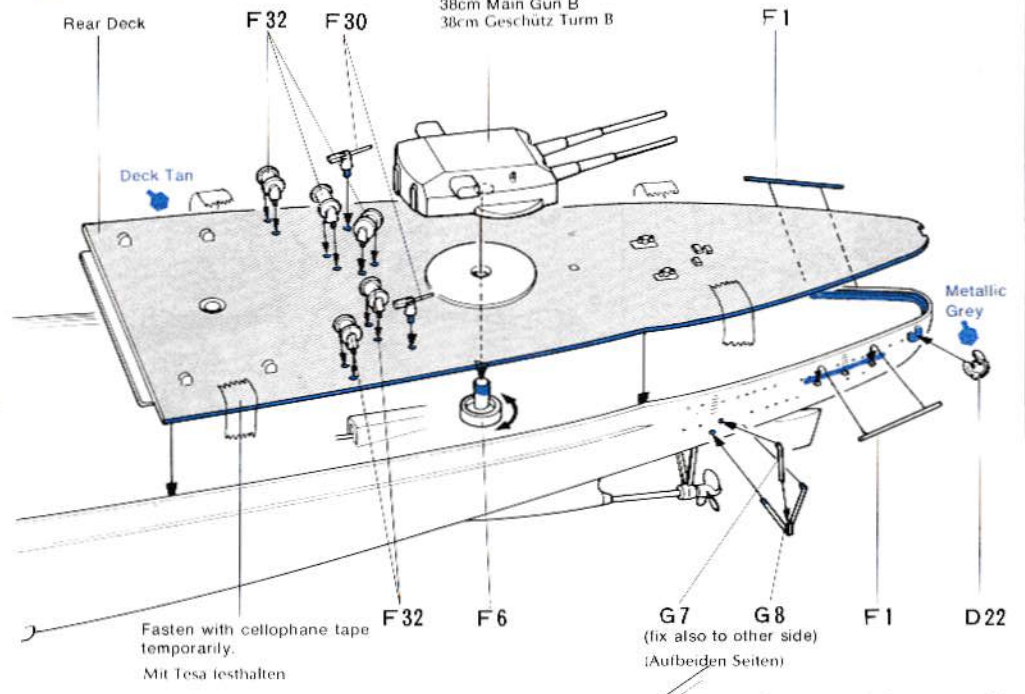 38cm Main Gun B
38cm Geschütz Turm B
Rear Deck
F32
F30
F1
Deck Tan
Metallic
Grey
F32
F6
G7
G8
F1
D22
(fix also to other side)
(Aufbeiden Seiten)
Fasten with cellophane tape
temporarily.
Mit Tesa festhalten